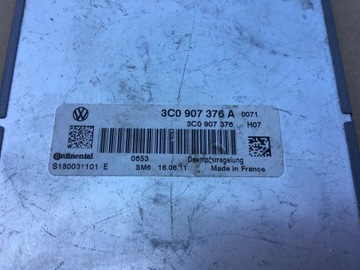 3C0 907 376 A 0071
3C0 907 376 H07
Continental 0653 Daempferregelung
S180031101 E SM6 16.06.11 Made in France